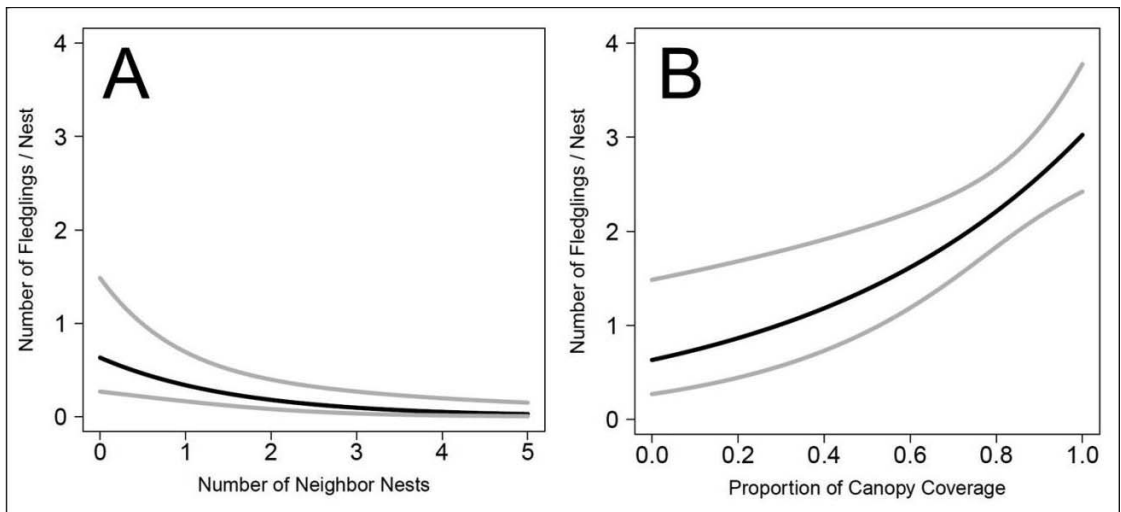 A
4
3
2
1
0
Number of Fledglings / Nest
0 1 2 3 4 5
Number of Neighbor Nests
B
4
3
2
1
0
Number of Fledglings / Nest
0.0 0.2 0.4 0.6 0.8 1.0
Proportion of Canopy Coverage